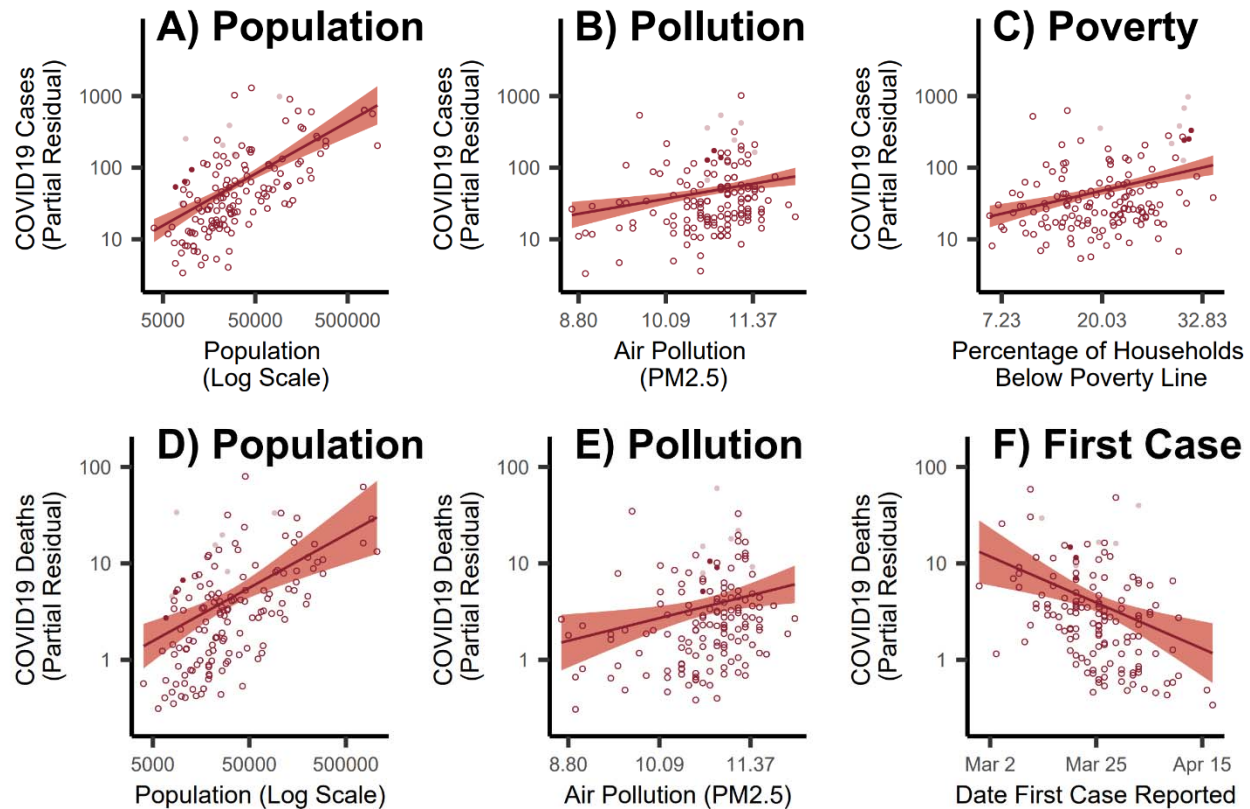 A) Population
COVID19 Cases
(Partial Residual)
1000
100
10
5000 50000 500000
Population
(Log Scale)
B) Pollution
COVID19 Cases
(Partial Residual)
1000
100
10
8.80 10.09 11.37
Air Pollution
(PM2.5)
C) Poverty
COVID19 Cases
(Partial Residual)
1000
100
10
7.23 20.03 32.83
Percentage of Households
Below Poverty Line
D) Population
COVID19 Deaths
(Partial Residual)
100
10
1
5000 50000 500000
Population (Log Scale)
E) Pollution
COVID19 Deaths
(Partial Residual)
100
10
1
8.80 10.09 11.37
Air Pollution (PM2.5)
F) First Case
COVID19 Deaths
(Partial Residual)
100
10
1
Mar 2 Mar 25 Apr 15
Date First Case Reported